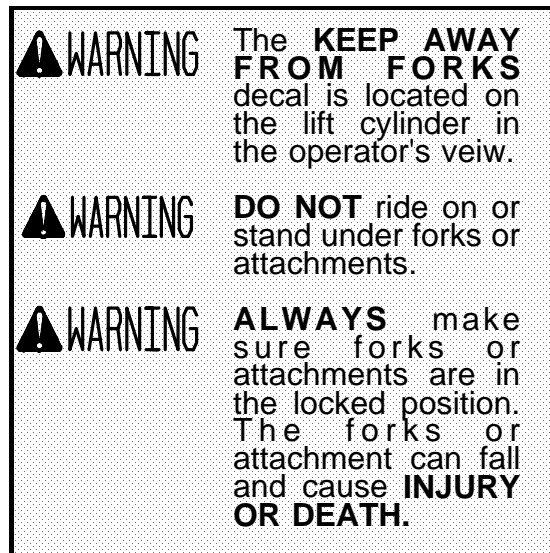 WARNING The KEEP AWAY
FROM FORKS
decal is located on
the lift cylinder in
the operator's veiw.
WARNING DO NOT ride on or
stand under forks or
attachments.
WARNING ALWAYS make
sure forks or
attachments are in
the locked position.
The forks or
attachment can fall
and cause INJURY
OR DEATH.